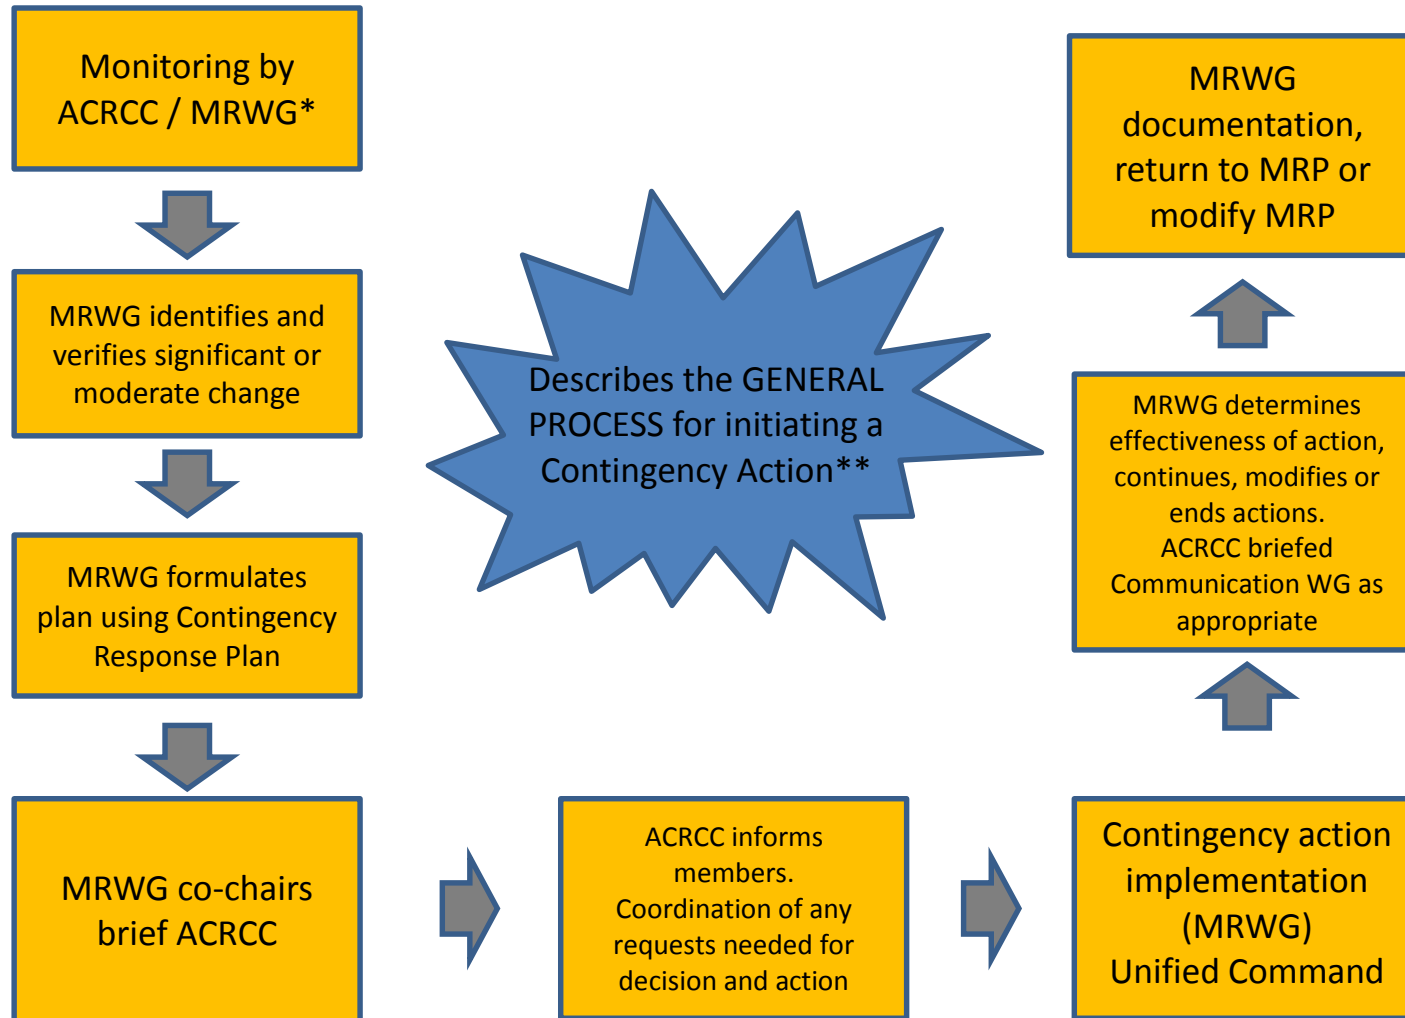 Monitoring by
ACRCC / MRWG*
MRWG identifies and
verifies significant or
moderate change
MRWG formulates
plan using Contingency
Response Plan
MRWG co-chairs
brief ACRCC
ACRCC informs
members.
Coordination of any
requests needed for
decision and action
Contingency action
implementation
(MRWG)
Unified Command
MRWG determines
effectiveness of action,
continues, modifies or
ends actions.
ACRCC briefed
Communication WG as
appropriate
MRWG
documentation,
return to MRP or
modify MRP
Describes the GENERAL
PROCESS for initiating a
Contingency Action**